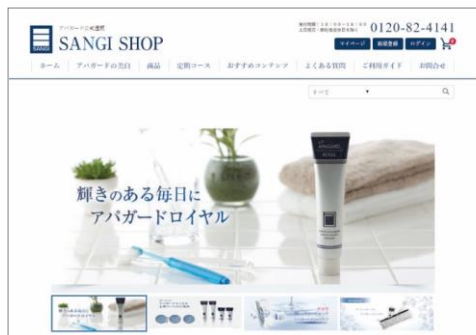 アパガード公式通販
SANGI
SANGI SHOP
0120-82-4141
マイページ
新規登録
ログイン
ホーム
アパガードの美白
商品
定期コース
おすすめコンテンツ
よくある質問
ご利用ガイド
お問合せ
すべて
輝きのある毎日に
アパガードロイヤル
APAGARD
ROYAL